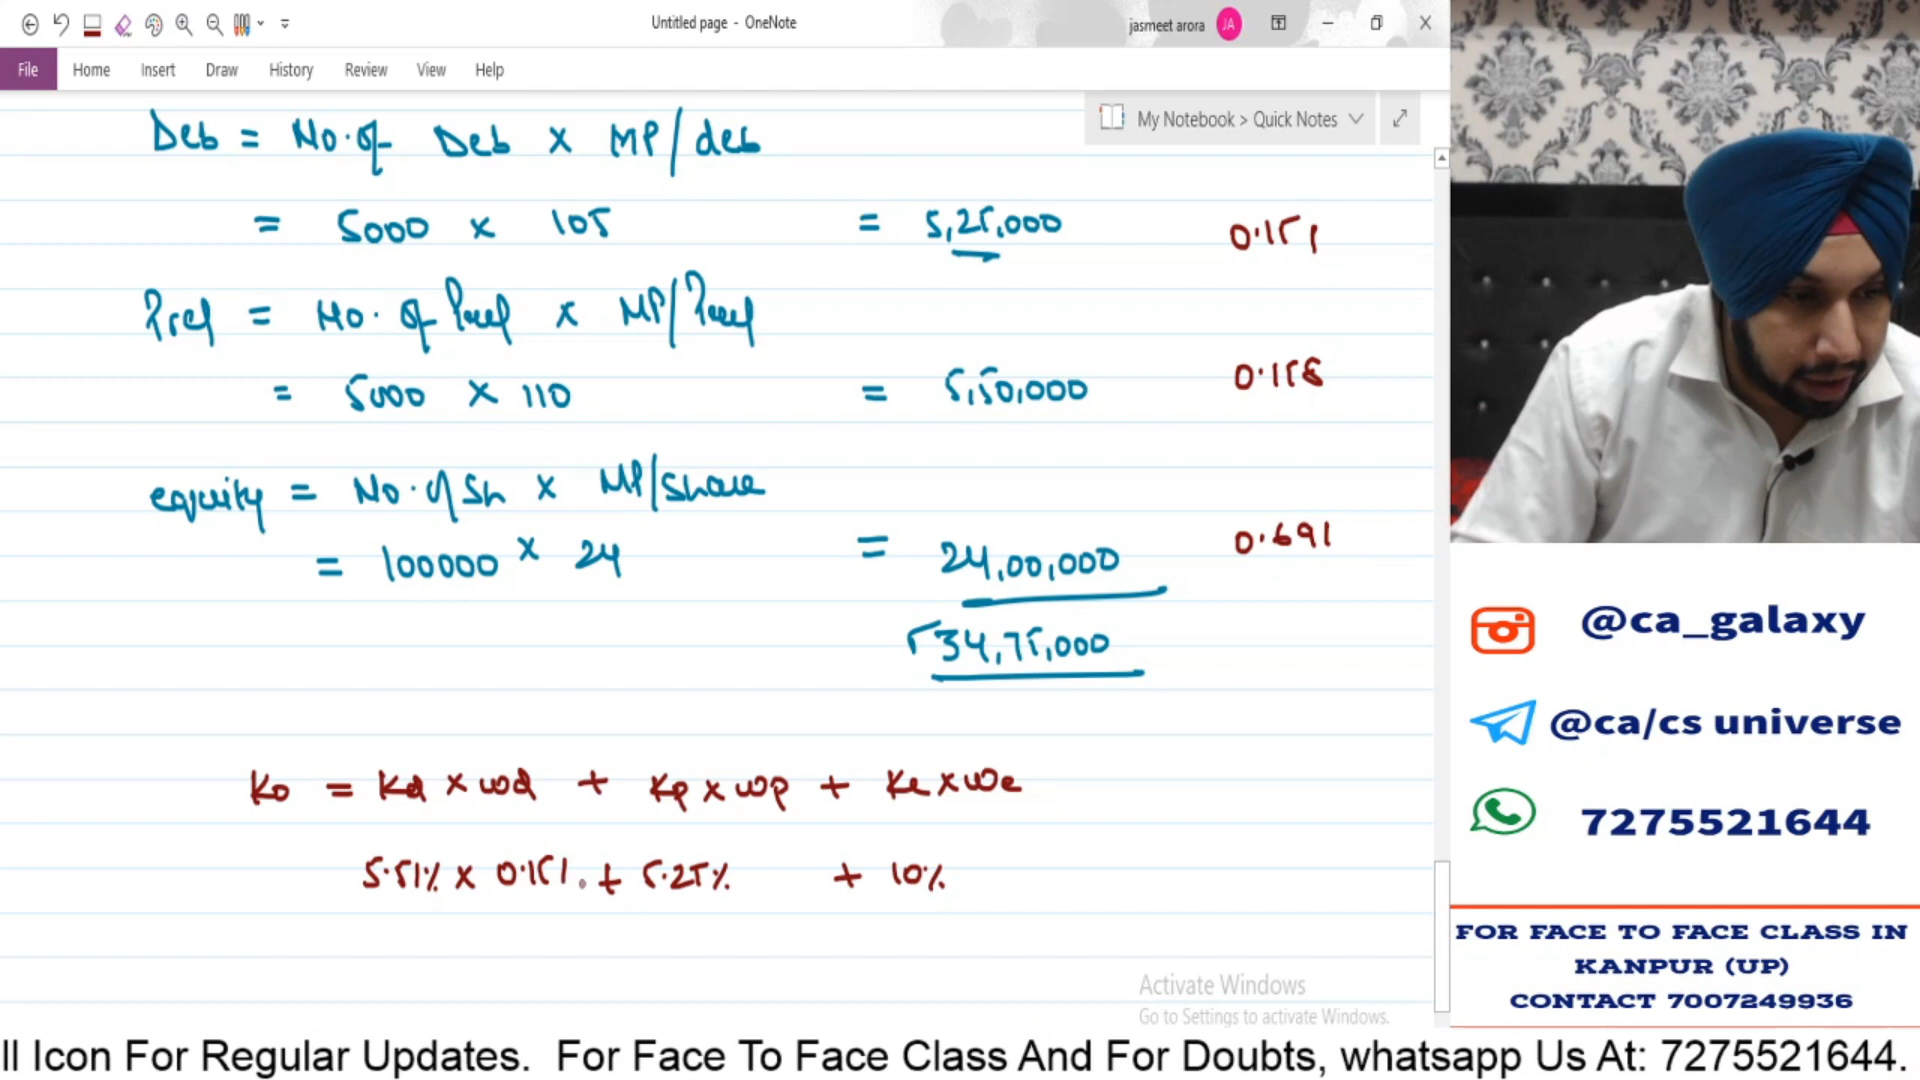 Untitled page - OneNote
jasmeet arora JA
File Home Insert Draw History Review View Help
My Notebook > Quick Notes
Deb = No. of Deb x MP/deb
= 5000 x 105 = 5,25,000 0.151
Pref = No. of Pref x MP/Pref
= 5000 x 110 = 5,50,000 0.158
equity = No. of Sh x MP/share
= 100000 x 24 = 24,00,000 0.691
34,75,000
Ko = Kd x wd + Kp x wp + Ke x we
5.51% x 0.151 + 5.25% + 10%
Activate Windows
Go to Settings to activate Windows.
@ca_galaxy
@ca/cs universe
7275521644
FOR FACE TO FACE CLASS IN
KANPUR (UP)
CONTACT 7007249936
ll Icon For Regular Updates. For Face To Face Class And For Doubts, whatsapp Us At: 7275521644.